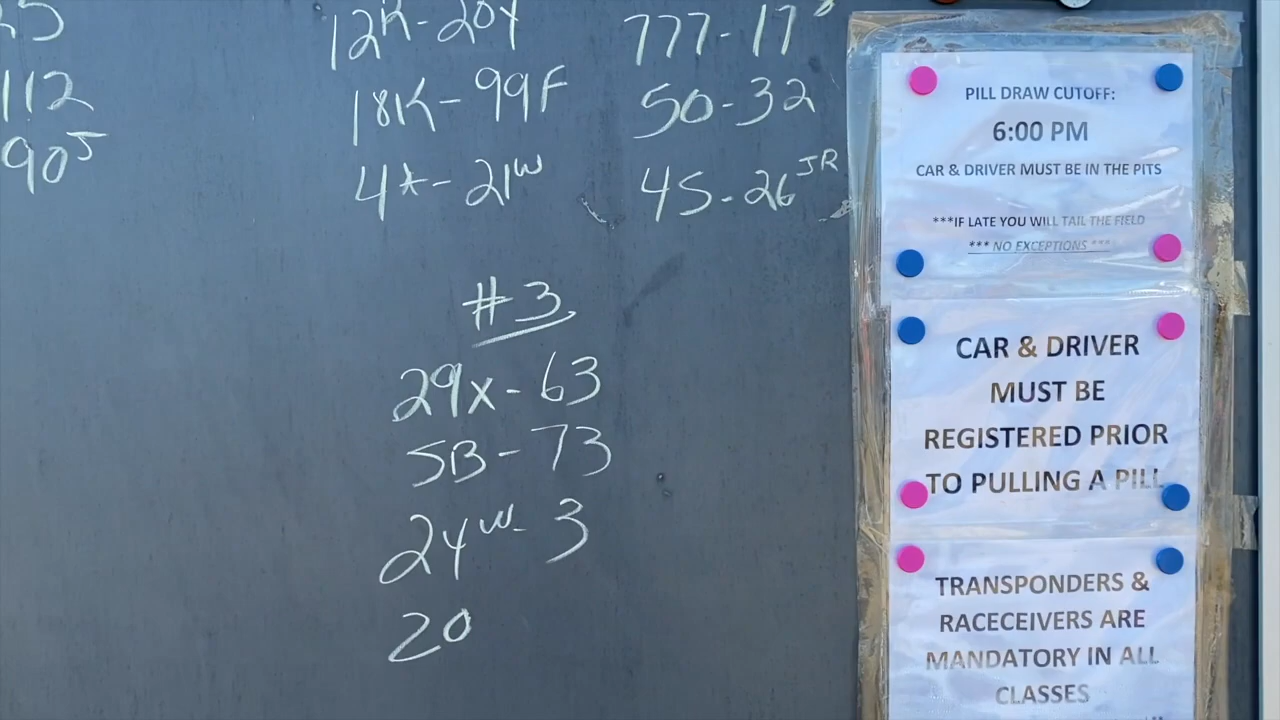 25
112
90J
12R-20Y
18K-99F
4*-21W
777-17
50-32
45-26JR
#3
29X-63
5B-73
24W-3
20
PILL DRAW CUTOFF:
6:00 PM
CAR & DRIVER MUST BE IN THE PITS
***IF LATE YOU WILL TAIL THE FIELD
*** NO EXCEPTIONS ***
CAR & DRIVER
MUST BE
REGISTERED PRIOR
TO PULLING A PILL
TRANSPONDERS &
RACECEIVERS ARE
MANDATORY IN ALL
CLASSES